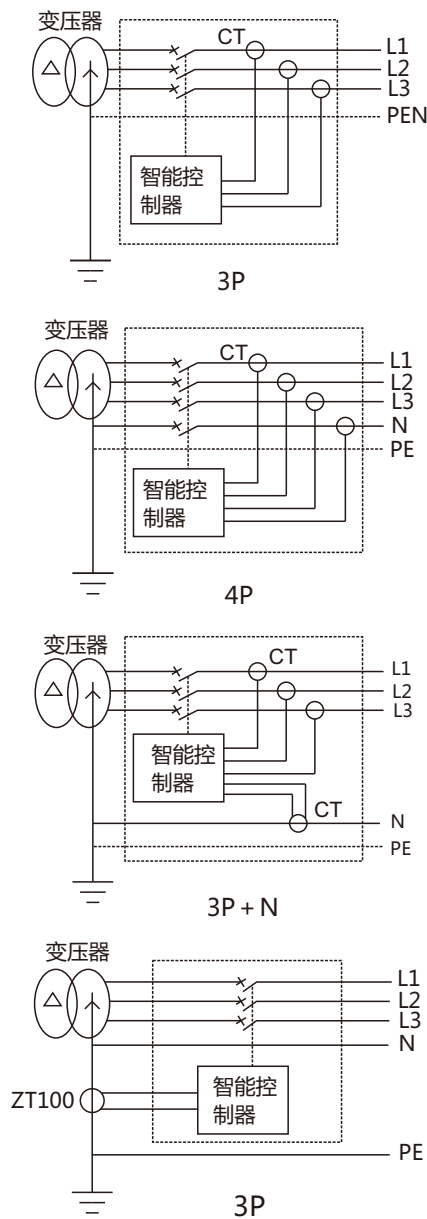 变压器
CT
L1
L2
L3
PEN
智能控
制器
3P
变压器
CT
L1
L2
L3
N
PE
智能控
制器
4P
变压器
CT
L1
L2
L3
智能控
制器
CT
N
PE
3P + N
变压器
L1
L2
L3
N
ZT100
智能控
制器
PE
3P